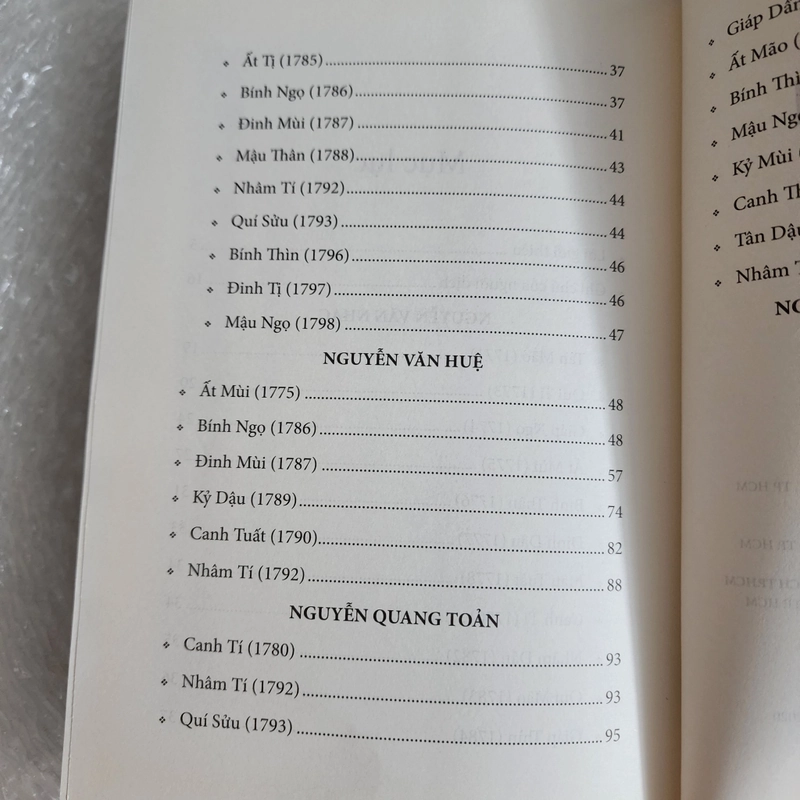 Ất Tị (1785)........37
Bính Ngọ (1786)........37
Đinh Mùi (1787)........41
Mậu Thân (1788)........43
Nhâm Tí (1792)........44
Quí Sửu (1793)........44
Bính Thìn (1796)........46
Đinh Tị (1797)........46
Mậu Ngọ (1798)........47
NGUYỄN VĂN HUỆ
Ất Mùi (1775)........48
Bính Ngọ (1786)........48
Đinh Mùi (1787)........57
Kỷ Dậu (1789)........74
Canh Tuất (1790)........82
Nhâm Tí (1792)........88
NGUYỄN QUANG TOẢN
Canh Tí (1780)........93
Nhâm Tí (1792)........93
Quí Sửu (1793)........95
Giáp Dần
Ất Mão (
Bính Thìn
Mậu Ngọ
Kỷ Mùi (
Canh Th
Tân Dậu
Nhâm T